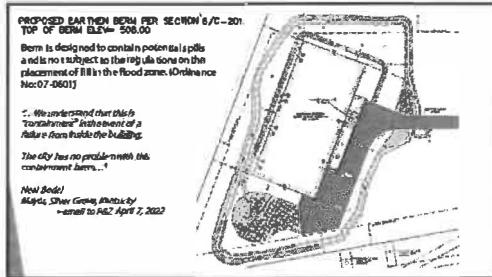 PROPOSED EARTHEN BERM PER SECTION 6/C-201
TOP OF BERM ELEV= 508.00
Berm is designed to contain potential spills
and is not subject to the regulations on the
placement of fill in the flood zone. (Ordinance
No: 07-0601)
"...We understand that this is
"containment" in the event of a
failure from inside the building.
The city has no problem with this
containment berm..."
Neal Bedel
Mayor, Silver Grove, Kentucky
email to P&Z April 7, 2022